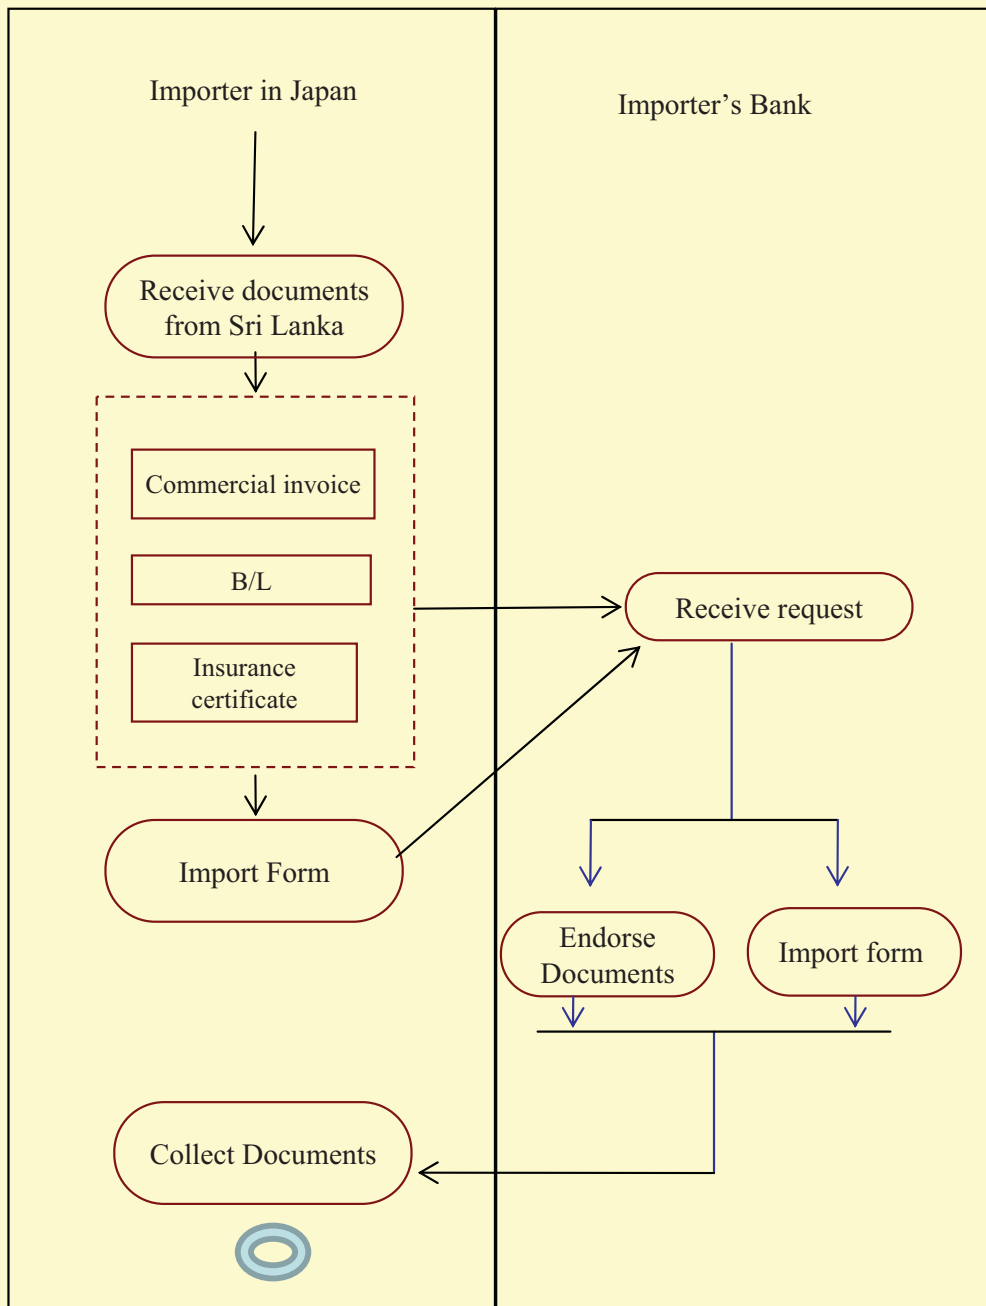 Importer in Japan
Importer’s Bank
Receive documents
from Sri Lanka
Commercial invoice
B/L
Insurance
certificate
Receive request
Import Form
Endorse
Documents
Import form
Collect Documents